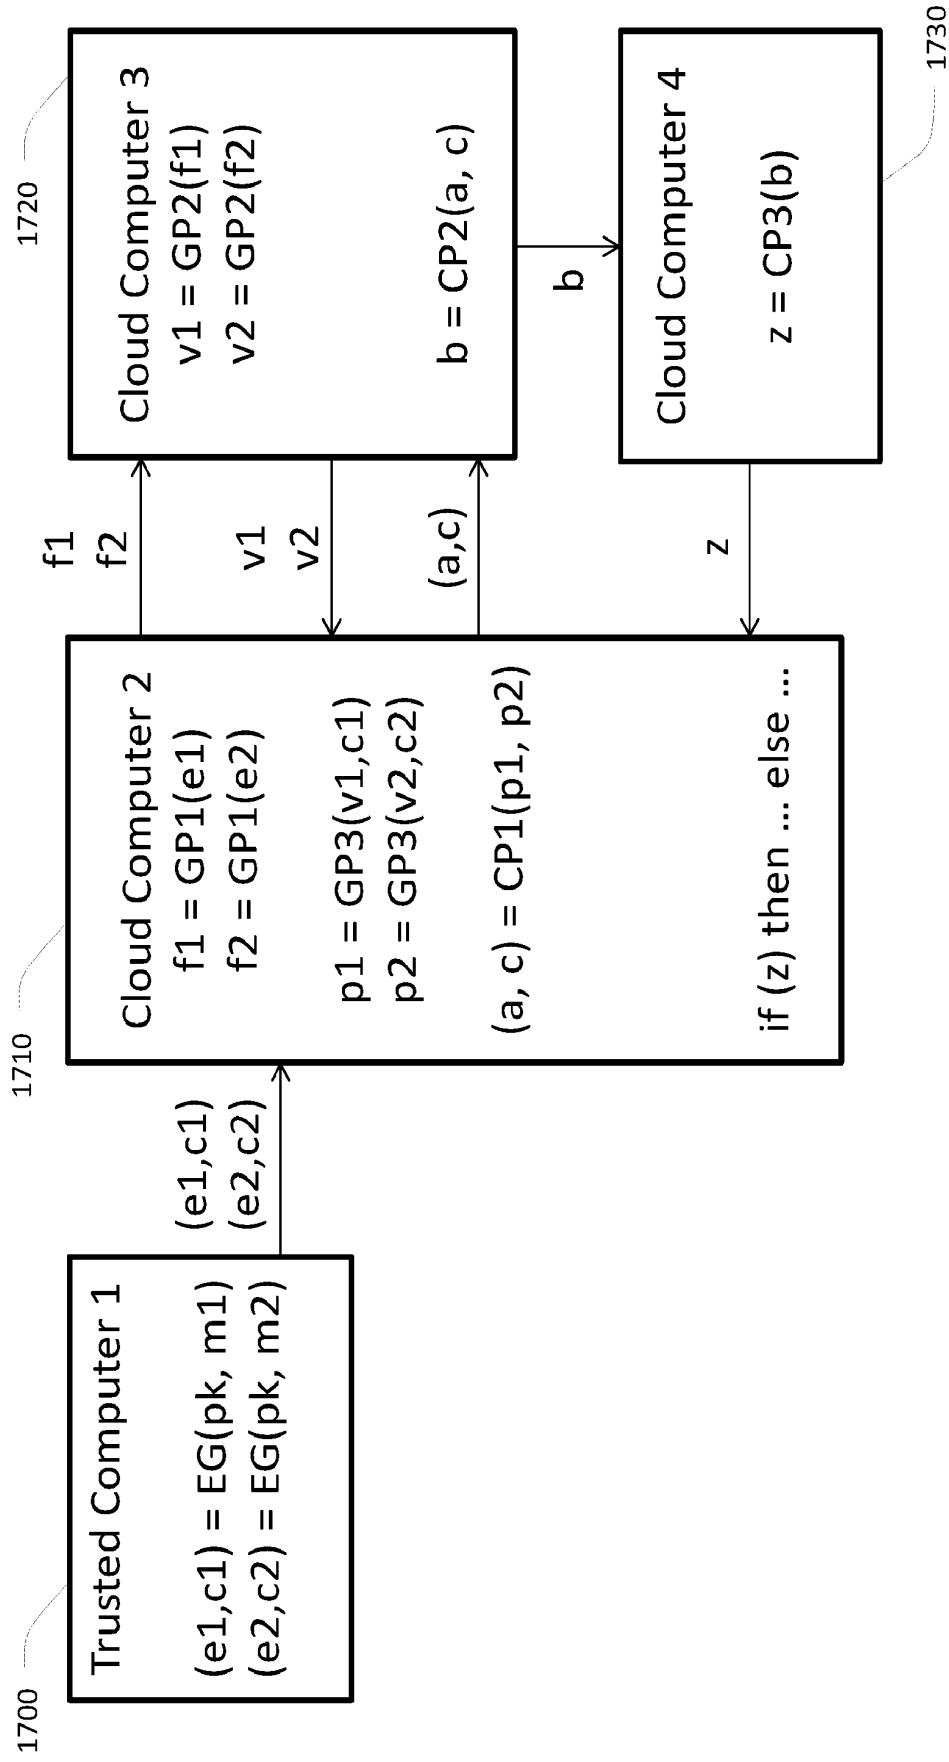 1700
Trusted Computer 1
(e1,c1) = EG(pk, m1)
(e2,c2) = EG(pk, m2)
(e1,c1)
(e2,c2)
1710
Cloud Computer 2
f1 = GP1(e1)
f2 = GP1(e2)
p1 = GP3(v1,c1)
p2 = GP3(v2,c2)
(a, c) = CP1(p1, p2)
if (z) then ... else ...
f1
f2
v1
v2
(a,c)
z
1720
Cloud Computer 3
v1 = GP2(f1)
v2 = GP2(f2)
b = CP2(a, c)
b
Cloud Computer 4
z = CP3(b)
1730